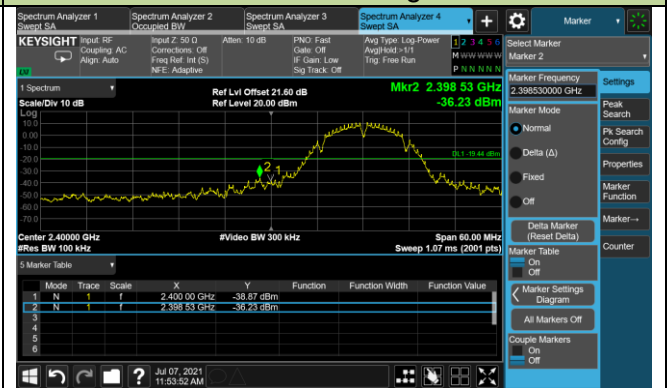 Spectrum Analyzer 1
Swept SA
Spectrum Analyzer 2
Occupied BW
Spectrum Analyzer 3
Swept SA
Spectrum Analyzer 4
Swept SA
Marker
KEYSIGHT
Input: RF
Coupling: AC
Align: Auto
Input Z: 50 Ω
Corrections: Off
Freq Ref: Int (S)
NFE: Adaptive
Atten: 10 dB
PNO: Fast
Gate: Off
IF Gain: Low
Sig Track: Off
Avg Type: Log-Power
Avg|Hold:>1/1
Trig: Free Run
1 2 3 4 5 6
M W W W W W
P N N N N N
Select Marker
Marker 2
1 Spectrum
Scale/Div 10 dB
Ref Lvl Offset 21.60 dB
Ref Level 20.00 dBm
Mkr2 2.398 53 GHz
-36.23 dBm
Log
10.0
0.00
-10.0
-20.0
-30.0
-40.0
-50.0
-60.0
-70.0
DL1 -19.44 dBm
2
1
Center 2.40000 GHz
#Res BW 100 kHz
#Video BW 300 kHz
Span 60.00 MHz
Sweep 1.07 ms (2001 pts)
5 Marker Table
Mode Trace Scale X Y Function Function Width Function Value
1 N 1 f 2.400 00 GHz -38.87 dBm
2 N 1 f 2.398 53 GHz -36.23 dBm
3
4
5
6
Marker Frequency
2.398530000 GHz
Marker Mode
Normal
Delta (Δ)
Fixed
Off
Delta Marker
(Reset Delta)
Marker Table
On
Off
Marker Settings
Diagram
All Markers Off
Couple Markers
On
Off
Settings
Peak
Search
Pk Search
Config
Properties
Marker
Function
Marker→
Counter
Jul 07, 2021
11:53:52 AM